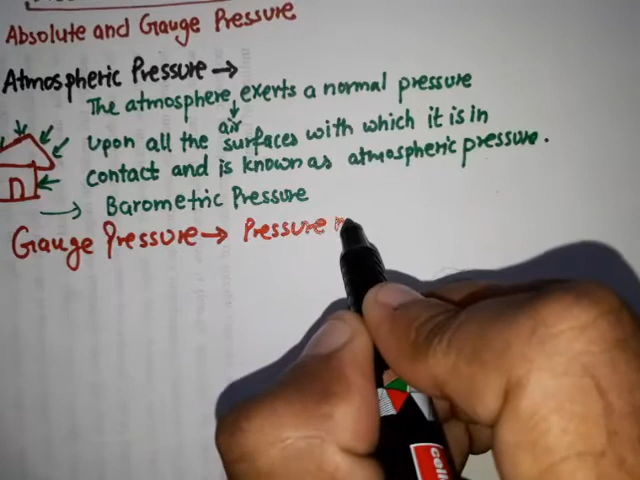 Absolute and Gauge Pressure
Atmospheric Pressure →
The atmosphere, exerts a normal pressure
air
upon all the surfaces with which it is in
contact and is known as atmospheric pressure.
→ Barometric Pressure
Gauge Pressure → Pressure